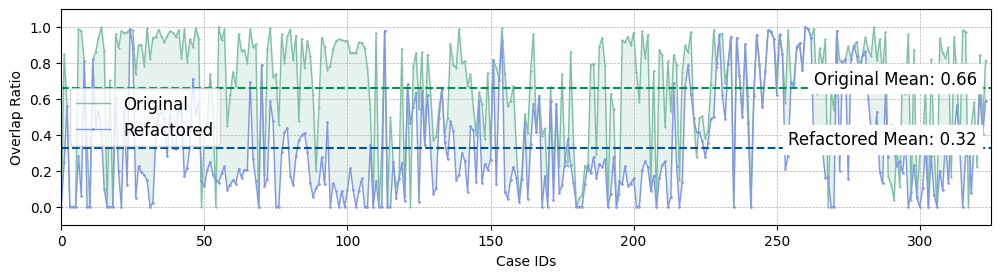 Overlap Ratio
1.0
0.8
0.6
0.4
0.2
0.0
Original
Refactored
Original Mean: 0.66
Refactored Mean: 0.32
0
50
100
150
200
250
300
Case IDs